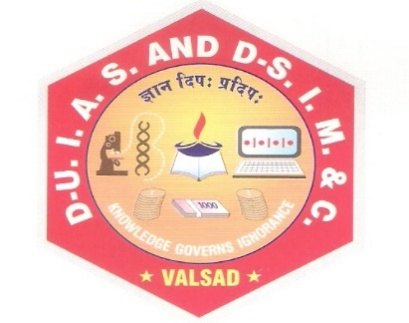 D-U. I. A. S. AND D-S. I. M. & C.
ज्ञान दिपः प्रदिपः
1000
KNOWLEDGE GOVERNS IGNORANCE
★ VALSAD ★